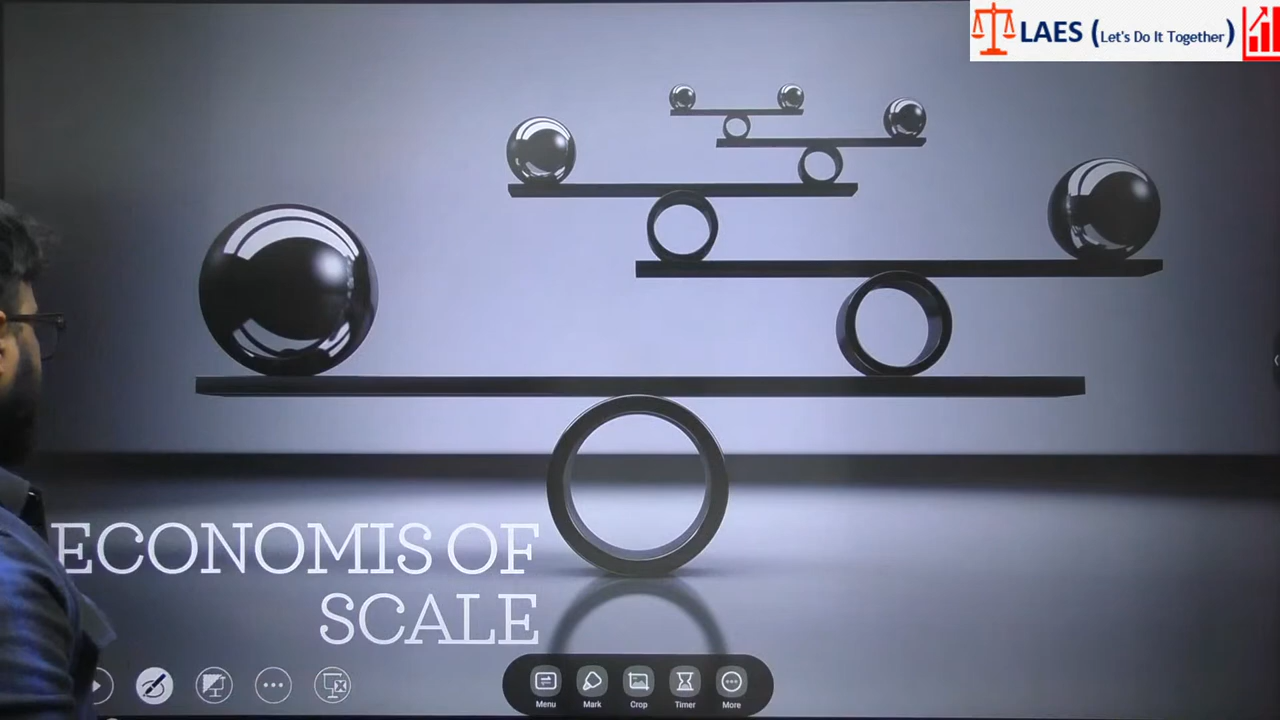 LAES (Let's Do It Together)
ECONOMIS OF
SCALE
Menu
Mark
Crop
Timer
More